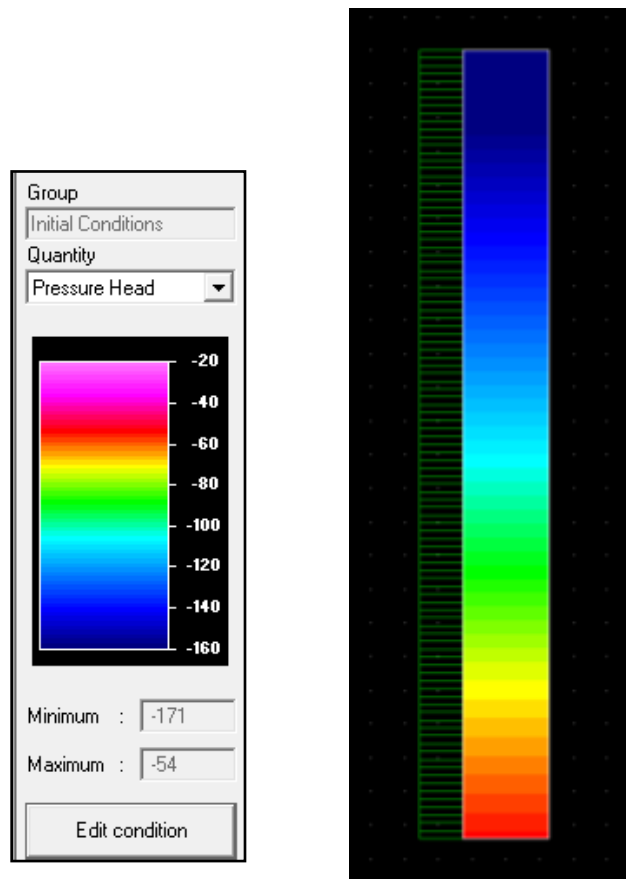 Group
Initial Conditions
Quantity
Pressure Head
-20
-40
-60
-80
-100
-120
-140
-160
Minimum : -171
Maximum : -54
Edit condition